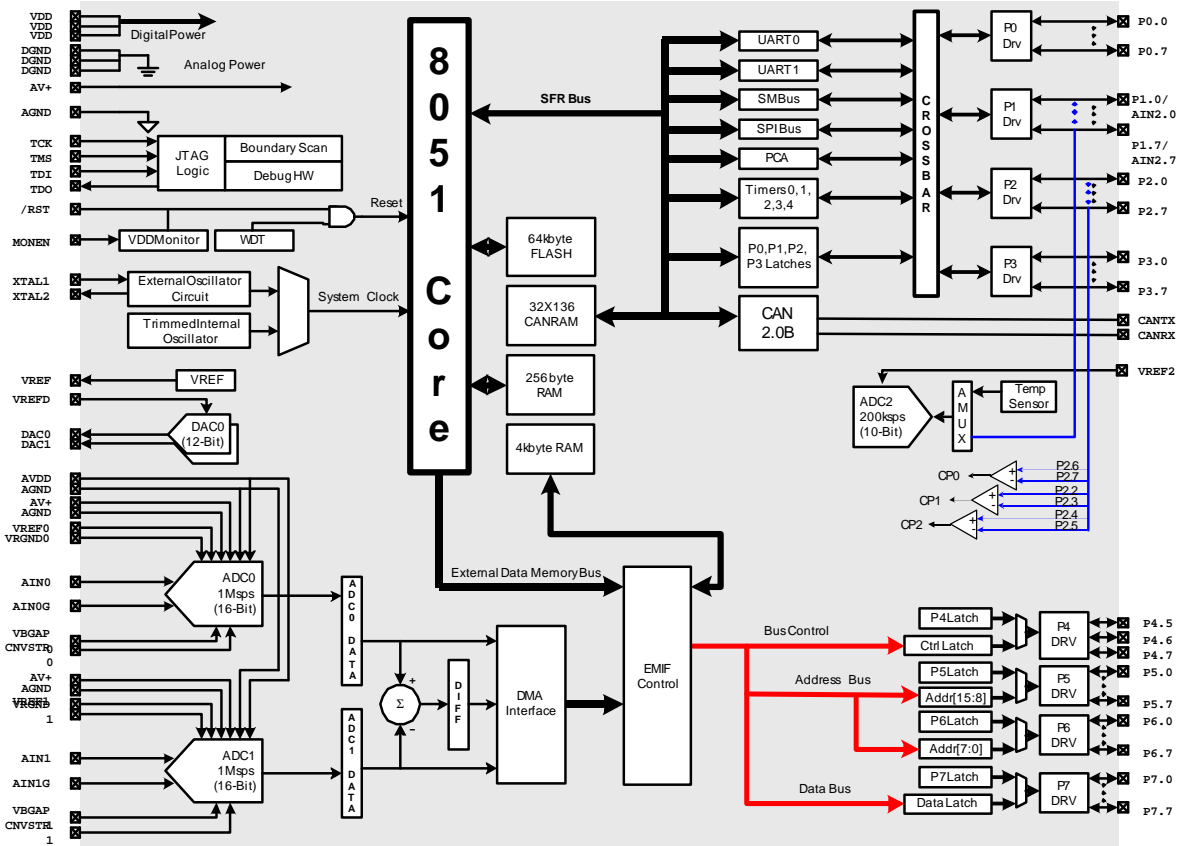 VDD
VDD
VDD
Digital Power
DGND
DGND
DGND
Analog Power
AV+
AGND
TCK
TMS
TDI
TDO
JTAG
Logic
Boundary Scan
Debug HW
/RST
Reset
MONEN
VDD Monitor
WDT
XTAL1
XTAL2
External Oscillator
Circuit
System Clock
Trimmed Internal
Oscillator
VREF
VREF
VREFD
DAC0
DAC1
DAC0
(12-Bit)
AVDD
AGND
AV+
AGND
VREF0
VRGND0
AIN0
AIN0G
VBGAP
0
CNVSTR
0
ADC0
1Msps
(16-Bit)
AV+
AGND
VREF1
VRGND
1
AIN1
AIN1G
VBGAP
CNVSTR1
1
ADC1
1Msps
(16-Bit)
ADC0 DATA
ADC1 DATA
+
Σ
−
DIFF
DMA
Interface
8051 Core
SFR Bus
64kbyte
FLASH
32X136
CANRAM
256 byte
RAM
4kbyte RAM
External Data Memory Bus
EMIF
Control
UART0
UART1
SMBus
SPI Bus
PCA
Timers 0, 1,
2,3,4
P0, P1, P2,
P3 Latches
CAN
2.0B
CROSSBAR
P0
Drv
P1
Drv
P2
Drv
P3
Drv
P0.0
P0.7
P1.0/
AIN2.0
P1.7/
AIN2.7
P2.0
P2.7
P3.0
P3.7
CANTX
CANRX
VREF2
ADC2
200ksps
(10-Bit)
AMUX
Temp
Sensor
CP0
+
-
P2.6
P2.7
CP1
+
-
P2.2
P2.3
CP2
+
-
P2.4
P2.5
Bus Control
Address Bus
Data Bus
P4 Latch
Ctrl Latch
P5 Latch
Addr[15:8]
P6 Latch
Addr[7:0]
P7 Latch
Data Latch
P4
DRV
P5
DRV
P6
DRV
P7
DRV
P4.5
P4.6
P4.7
P5.0
P5.7
P6.0
P6.7
P7.0
P7.7